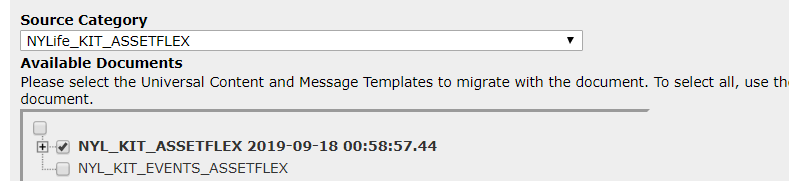 Source Category
NYLife_KIT_ASSETFLEX
Available Documents
Please select the Universal Content and Message Templates to migrate with the document. To select all, use the
document.
NYL_KIT_ASSETFLEX 2019-09-18 00:58:57.44
NYL_KIT_EVENTS_ASSETFLEX